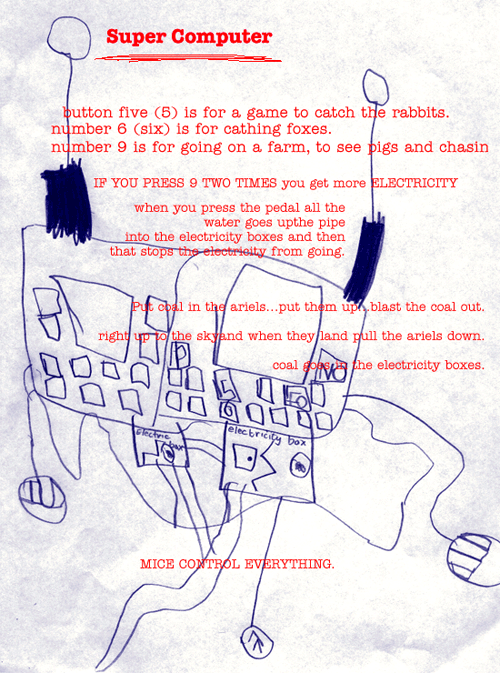 Super Computer
button five (5) is for a game to catch the rabbits.
number 6 (six) is for cathing foxes.
number 9 is for going on a farm, to see pigs and chasin
IF YOU PRESS 9 TWO TIMES you get more ELECTRICITY
when you press the pedal all the
water goes upthe pipe
into the electricity boxes and then
that stops the electricity from going.
Put coal in the ariels...put them up...blast the coal out.
right up to the skyand when they land pull the ariels down.
coal goes in the electricity boxes.
NO
electric box
electricity box
MICE CONTROL EVERYTHING.